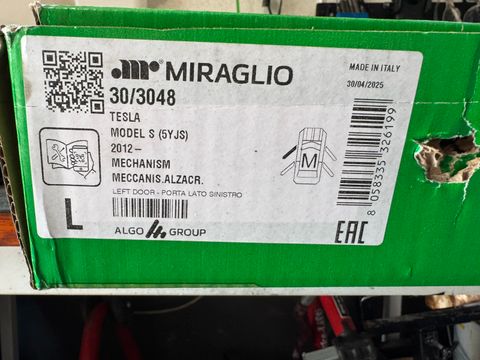 mr MIRAGLIO
MADE IN ITALY
30/04/2025
30/3048
TESLA
MODEL S (5YJS)
2012-
MECHANISM
MECCANIS.ALZACR.
LEFT DOOR - PORTA LATO SINISTRO
L
ALGO GROUP
M
8 058335 326199
EAC